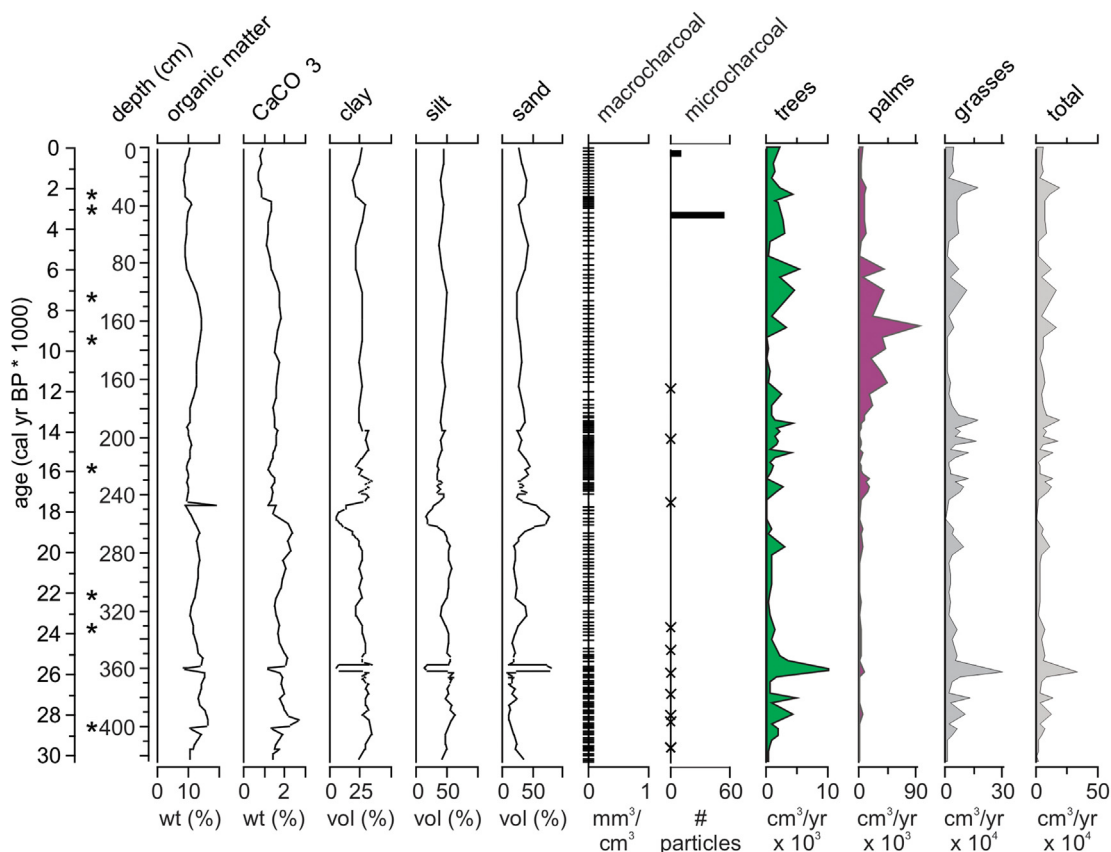 depth (cm)
organic matter
CaCO 3
clay
silt
sand
macrocharcoal
microcharcoal
trees
palms
grasses
total
age (cal yr BP * 1000)
0
2
4
6
8
10
12
14
16
18
20
22
24
26
28
30
*
*
*
*
*
*
*
*
0
40
80
160
160
200
240
280
320
360
400
0 10
0 2
0 25
0 50
0 50
0 1
0 60
0 10
0 90
0 30
0 50
wt (%)
wt (%)
vol (%)
vol (%)
vol (%)
mm³/
cm³
#
particles
cm³/yr
x 10³
cm³/yr
x 10³
cm³/yr
x 10⁴
cm³/yr
x 10⁴